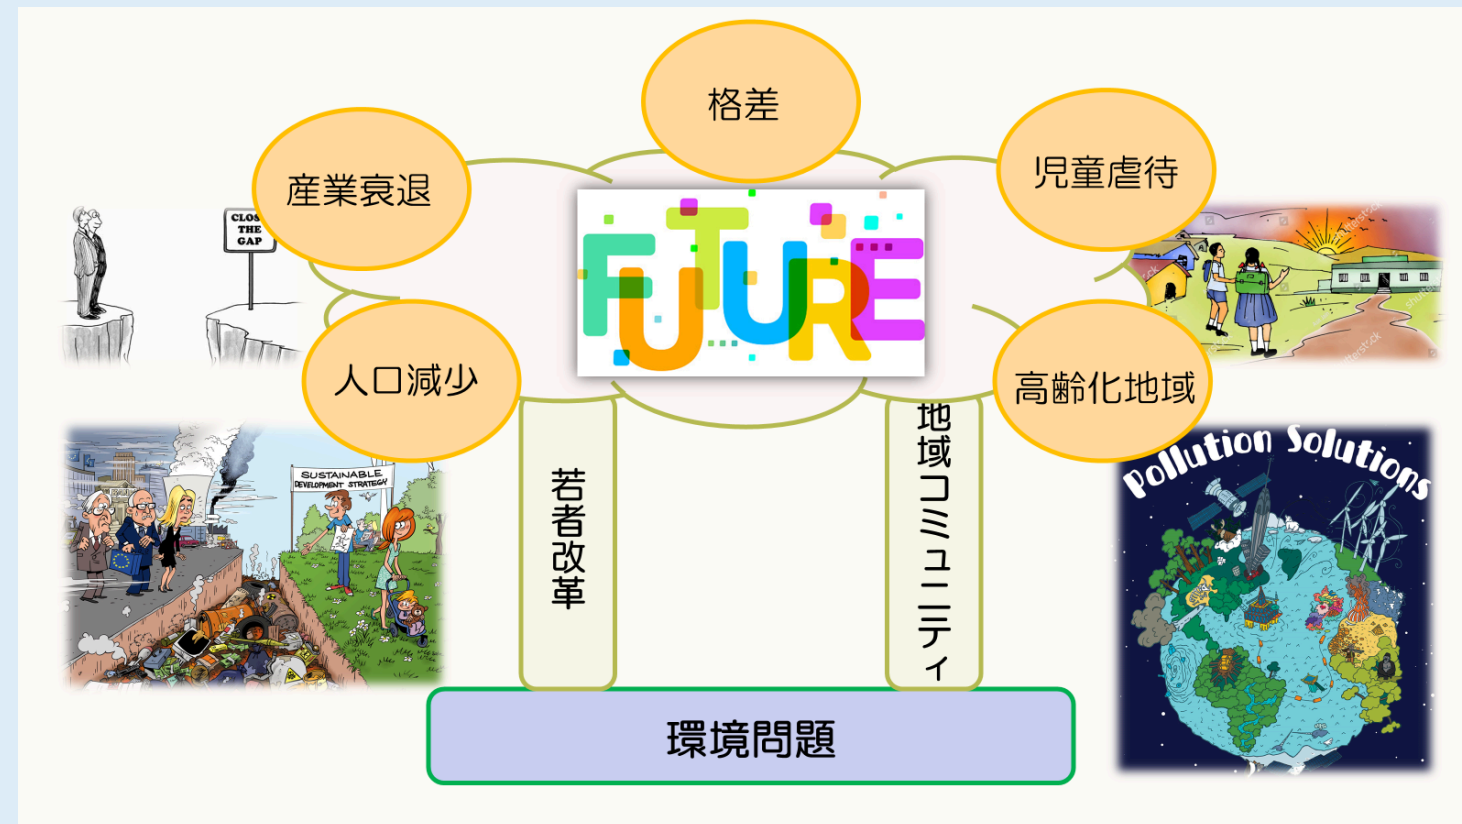 格差
産業衰退
児童虐待
FUTURE
CLOSE
THE
GAP
人口減少
高齢化地域
若者改革
地域コミュニティ
SUSTAINABLE
DEVELOPMENT STRATEGY
Pollution Solutions
環境問題
shutterstock